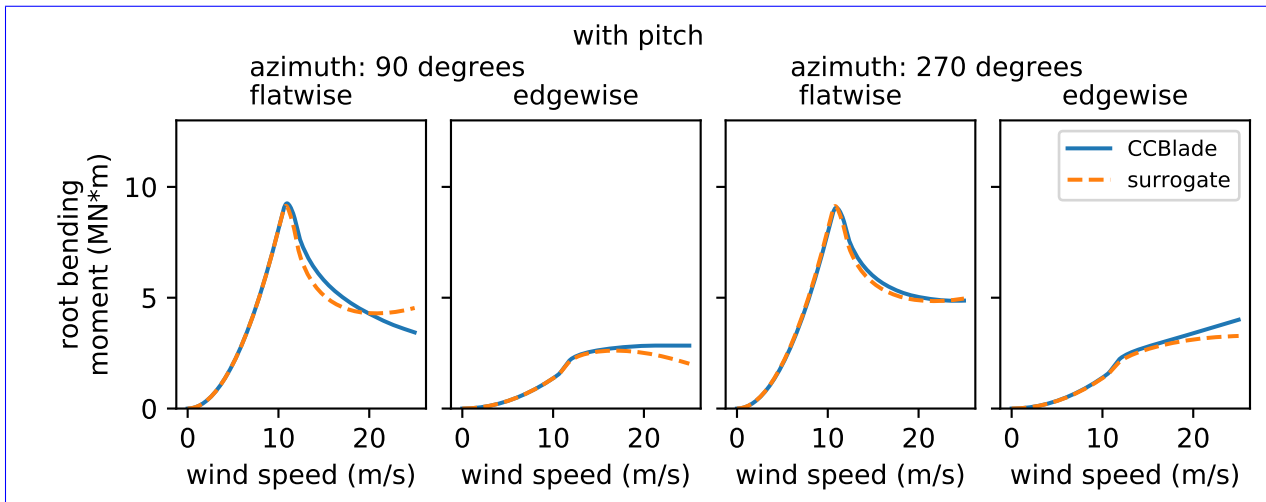 with pitch
azimuth: 90 degrees
azimuth: 270 degrees
flatwise
edgewise
flatwise
edgewise
root bending
moment (MN*m)
10
5
0
CCBlade
surrogate
0 10 20
0 10 20
0 10 20
0 10 20
wind speed (m/s)
wind speed (m/s)
wind speed (m/s)
wind speed (m/s)